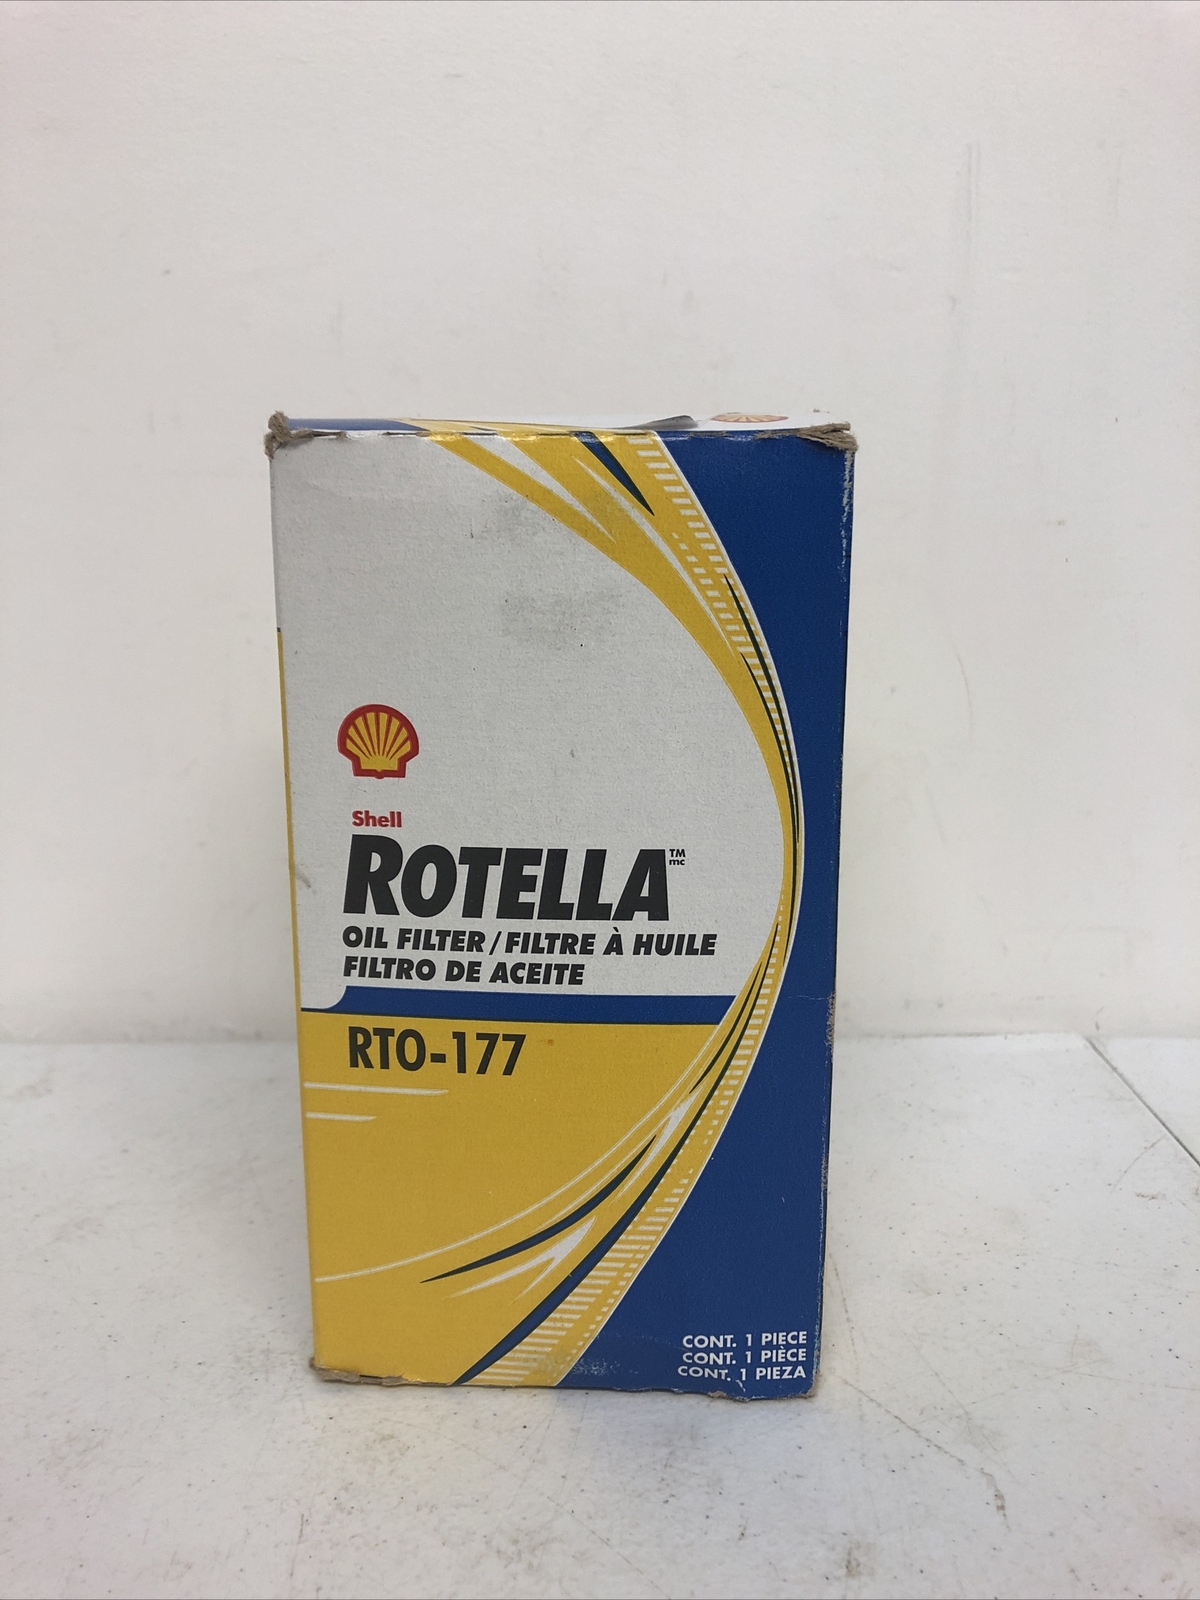 Shell
ROTELLA™ mc
OIL FILTER/FILTRE À HUILE
FILTRO DE ACEITE
RTO-177
CONT. 1 PIECE
CONT. 1 PIÈCE
CONT. 1 PIEZA